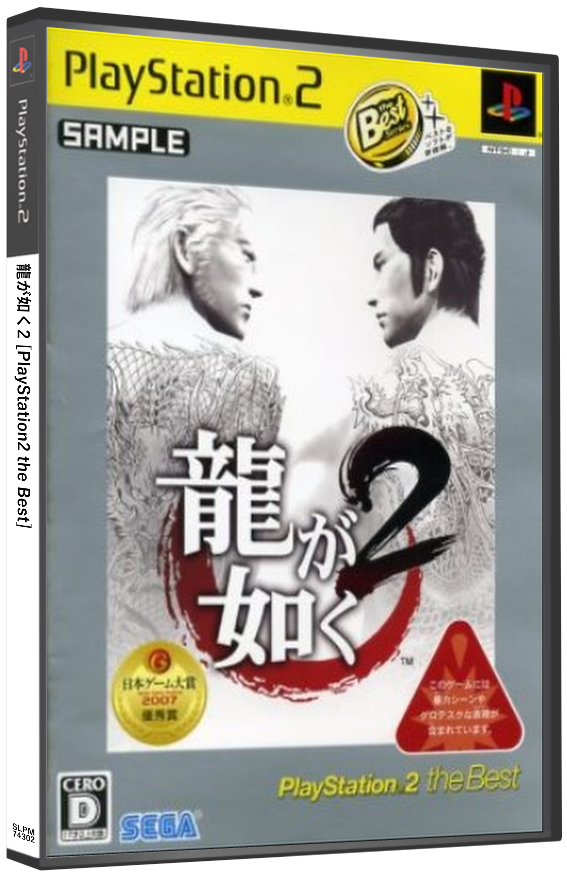 PlayStation®2
the
Best
Series
SAMPLE
NTSC J
PlayStation®2
龍が如く2 [PlayStation2 the Best]
SLPM
74302
龍が
如く
2
TM
日本ゲーム大賞
2007
優秀賞
このゲームには
暴力シーンや
グロテスクな表現が
含まれています。
PlayStation®2 the Best
CERO
D
SEGA®